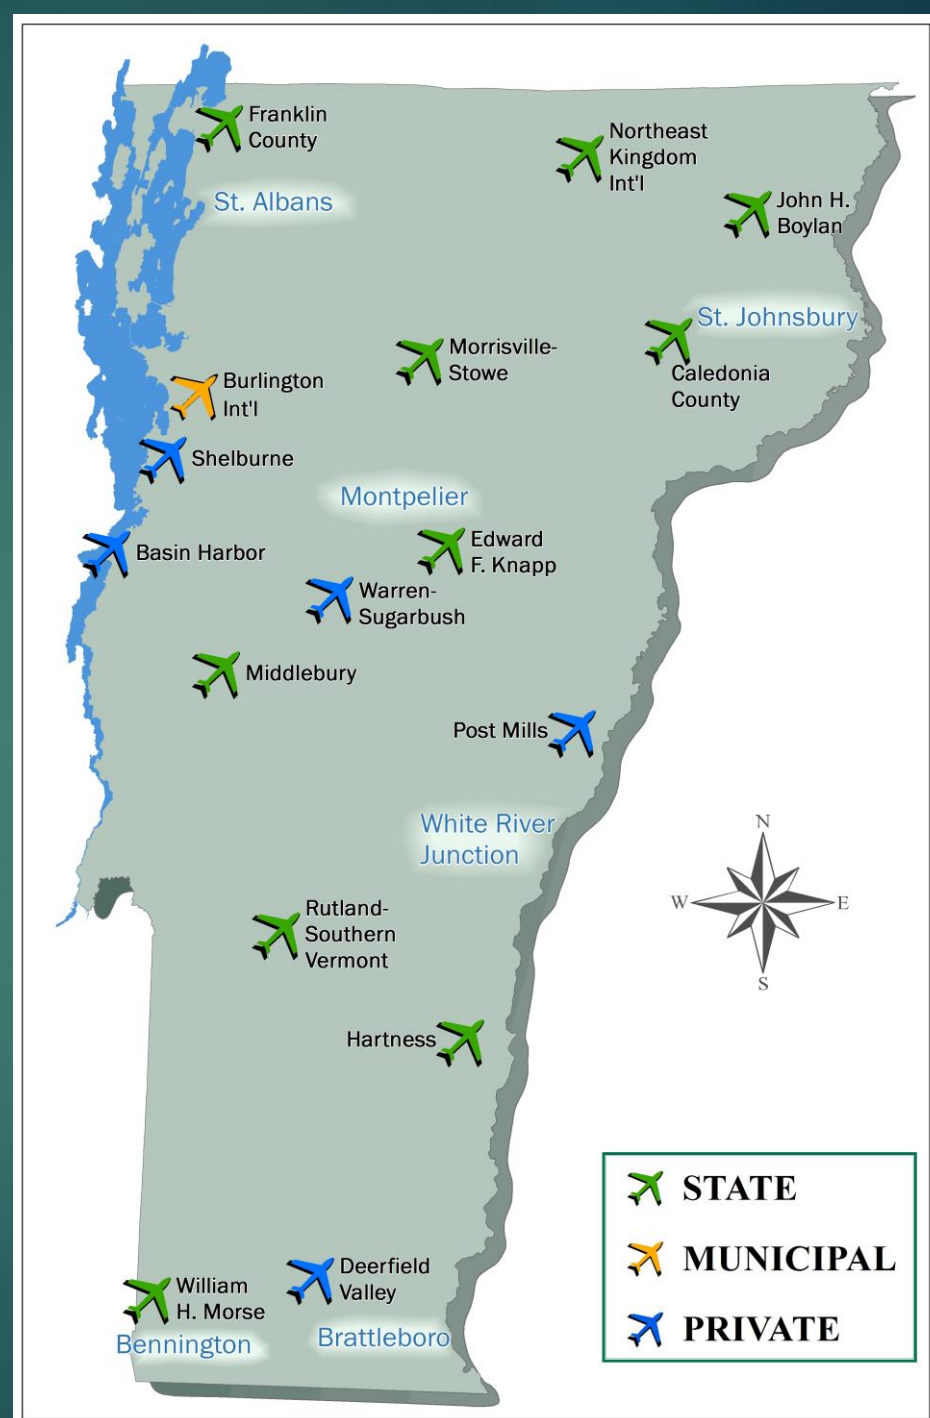 Franklin
County
St. Albans
Northeast
Kingdom
Int'l
John H.
Boylan
St. Johnsbury
Morrisville-
Stowe
Caledonia
County
Burlington
Int'l
Shelburne
Montpelier
Basin Harbor
Edward
F. Knapp
Warren-
Sugarbush
Middlebury
Post Mills
White River
Junction
N
W
E
S
Rutland-
Southern
Vermont
Hartness
STATE
MUNICIPAL
PRIVATE
Deerfield
Valley
William
H. Morse
Bennington
Brattleboro